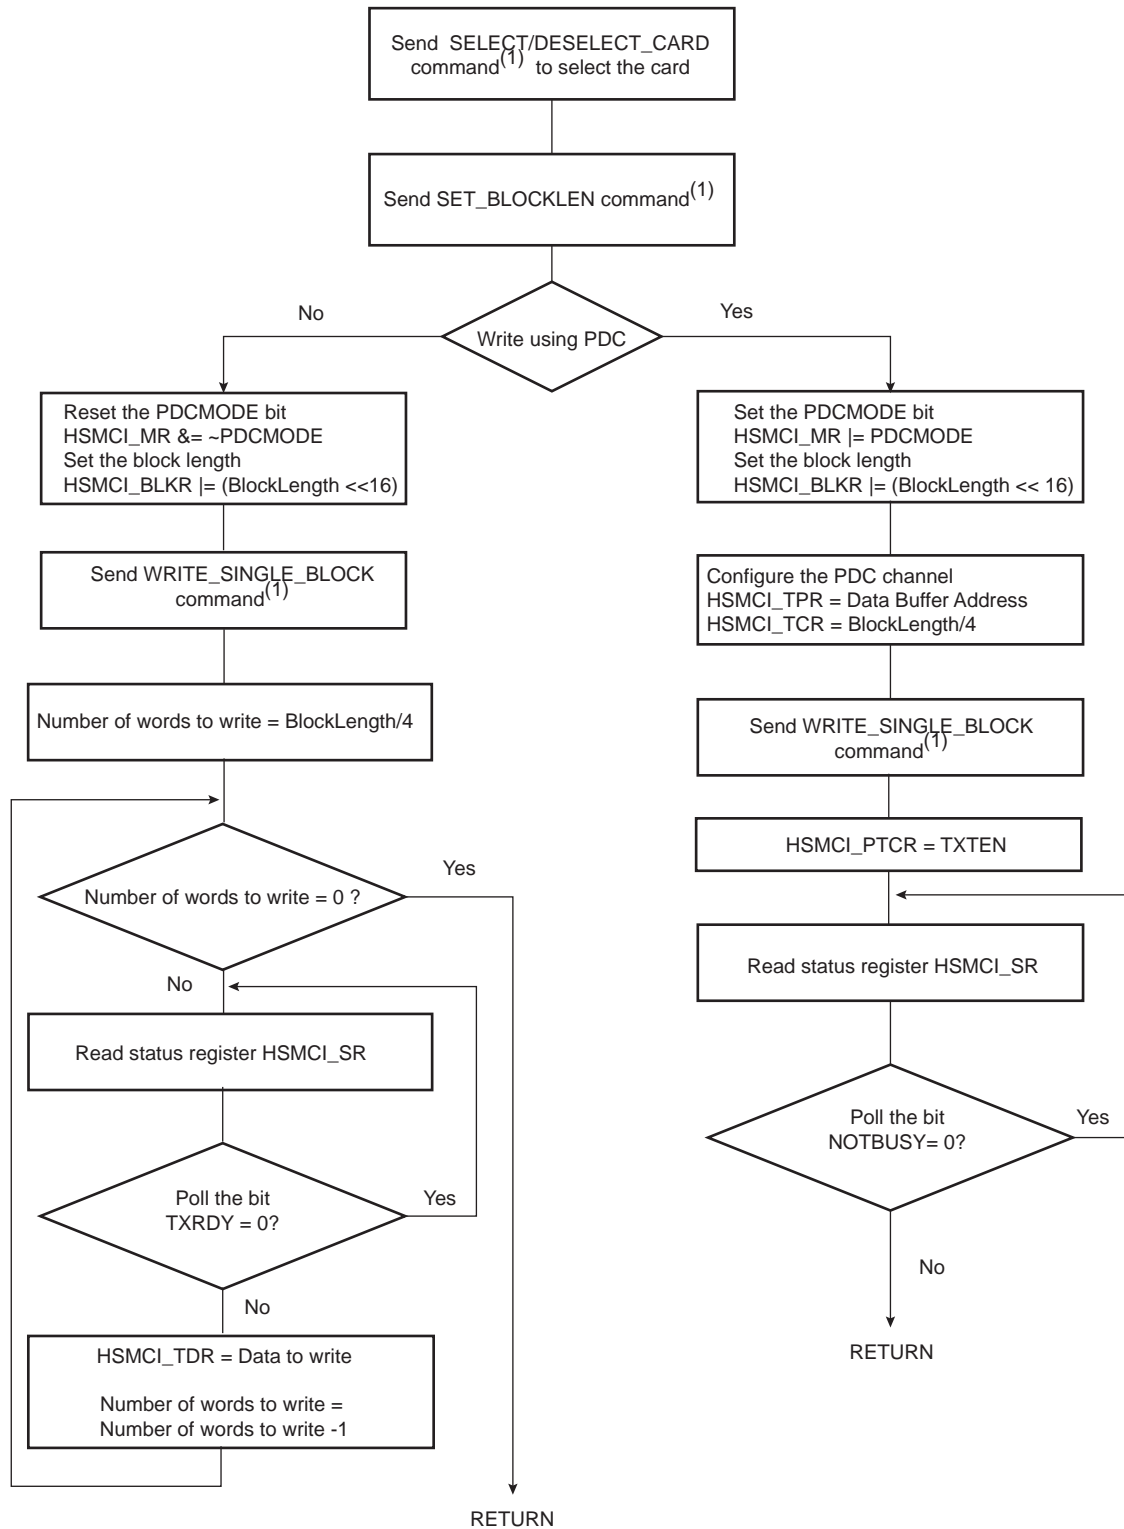 Send SELECT/DESELECT_CARD
command(1) to select the card
Send SET_BLOCKLEN command(1)
No
Yes
Write using PDC
Reset the PDCMODE bit
HSMCI_MR &= ~PDCMODE
Set the block length
HSMCI_BLKR |= (BlockLength <<16)
Send WRITE_SINGLE_BLOCK
command(1)
Number of words to write = BlockLength/4
Number of words to write = 0 ?
Yes
No
Read status register HSMCI_SR
Poll the bit
TXRDY = 0?
Yes
No
HSMCI_TDR = Data to write
Number of words to write =
Number of words to write -1
RETURN
Set the PDCMODE bit
HSMCI_MR |= PDCMODE
Set the block length
HSMCI_BLKR |= (BlockLength << 16)
Configure the PDC channel
HSMCI_TPR = Data Buffer Address
HSMCI_TCR = BlockLength/4
Send WRITE_SINGLE_BLOCK
command(1)
HSMCI_PTCR = TXTEN
Read status register HSMCI_SR
Poll the bit
NOTBUSY= 0?
Yes
No
RETURN